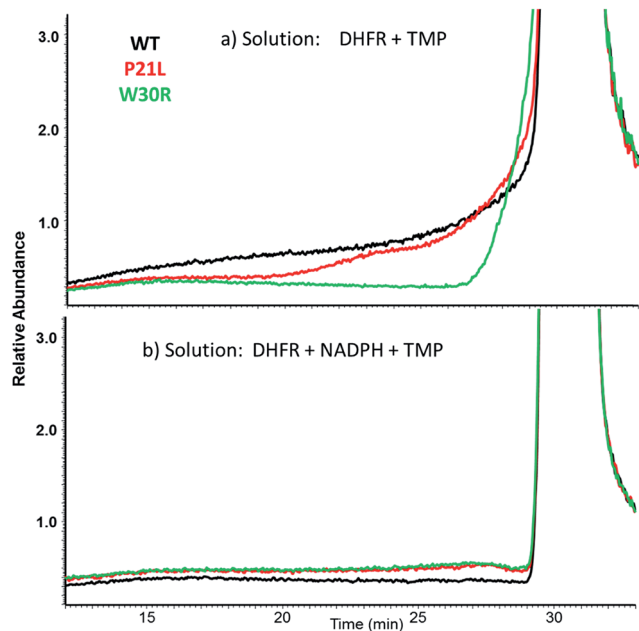 3.0
2.0
1.0
WT
P21L
W30R
a) Solution: DHFR + TMP
Relative Abundance
3.0
2.0
1.0
b) Solution: DHFR + NADPH + TMP
15 20 25 30
Time (min)